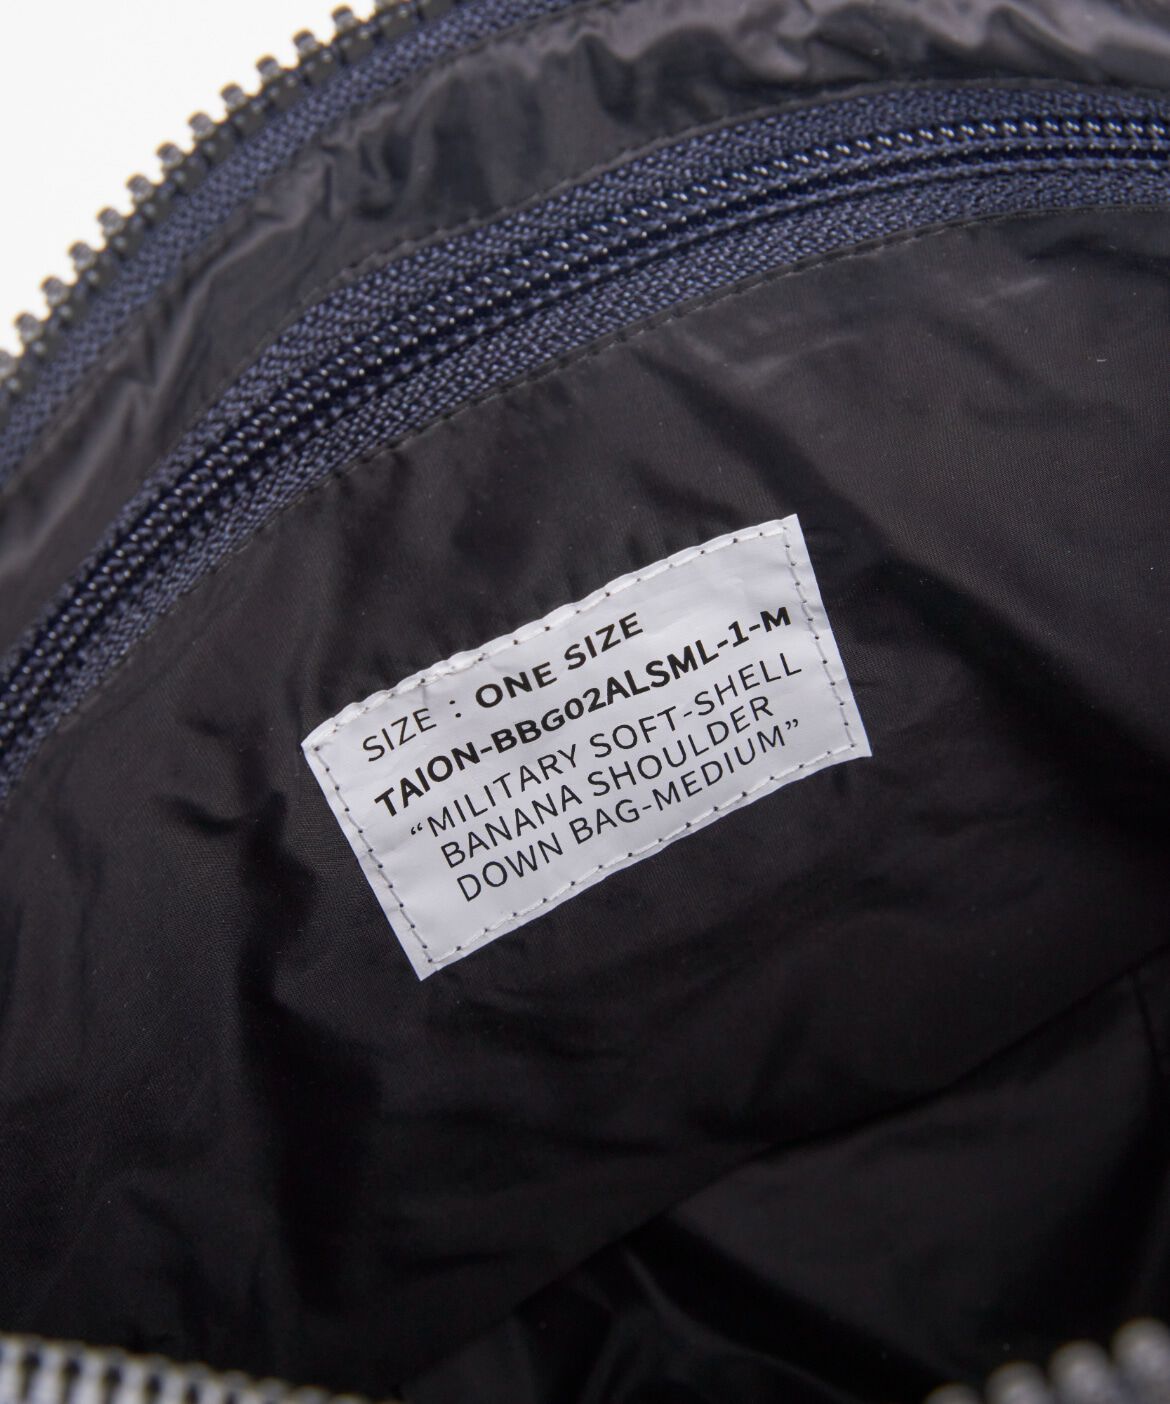 SIZE : ONE SIZE
TAION-BBG02ALSML-1-M
“MILITARY SOFT-SHELL
BANANA SHOULDER
DOWN BAG-MEDIUM”